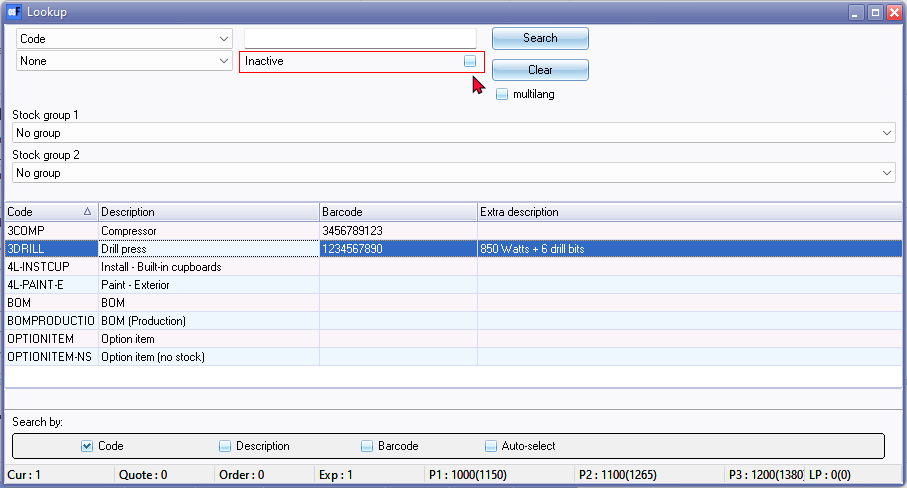 Lookup
Code Search
None Inactive Clear
multilang
Stock group 1
No group
Stock group 2
No group
Code Description Barcode Extra description
3COMP Compressor 3456789123
3DRILL Drill press 1234567890 850 Watts + 6 drill bits
4L-INSTCUP Install - Built-in cupboards
4L-PAINT-E Paint - Exterior
BOM BOM
BOMPRODUCTIO BOM (Production)
OPTIONITEM Option item
OPTIONITEM-NS Option item (no stock)
Search by:
Code Description Barcode Auto-select
Cur : 1 Quote : 0 Order : 0 Exp : 1 P1 : 1000(1150) P2 : 1100(1265) P3 : 1200(1380) LP : 0(0)